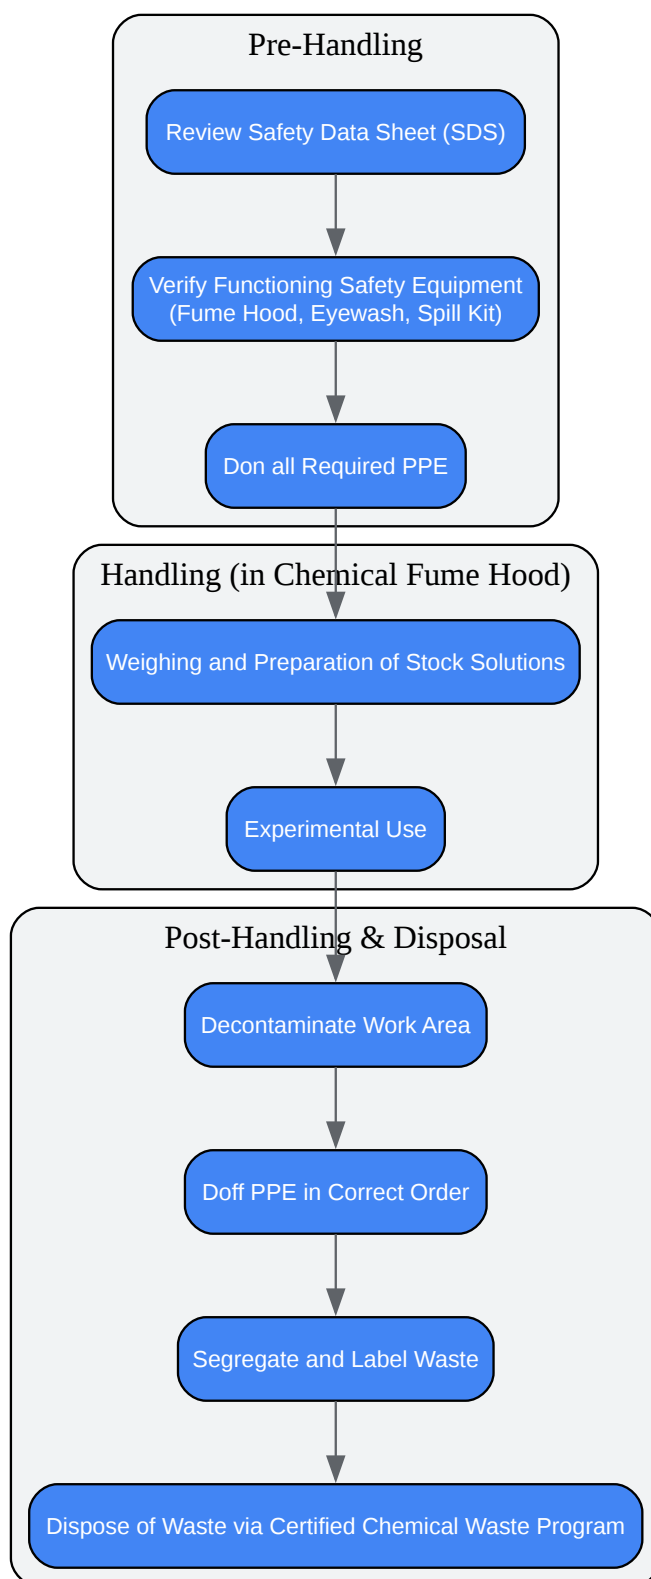 Pre-Handling
Review Safety Data Sheet (SDS)
Verify Functioning Safety Equipment
(Fume Hood, Eyewash, Spill Kit)
Don all Required PPE
Handling (in Chemical Fume Hood)
Weighing and Preparation of Stock Solutions
Experimental Use
Post-Handling & Disposal
Decontaminate Work Area
Doff PPE in Correct Order
Segregate and Label Waste
Dispose of Waste via Certified Chemical Waste Program